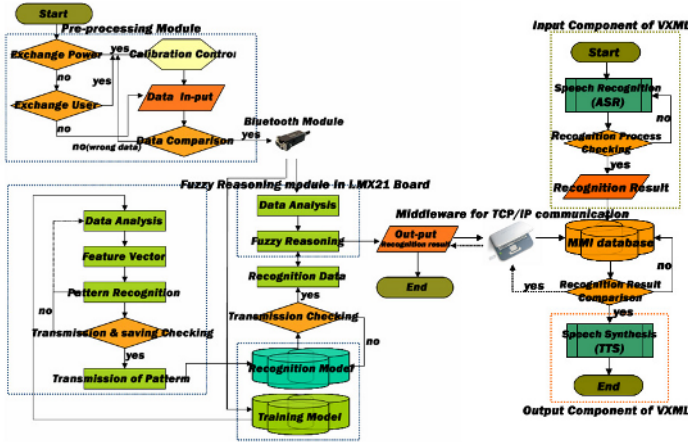 Start
Pre-processing Module
Exchange Power
yes
Calibration Control
no
yes
Exchange User
Data In-put
no
Data Comparison
no(wrong data)
yes
Bluetooth Module
Fuzzy Reasoning module in LMX21 Board
Data Analysis
Fuzzy Reasoning
Recognition Data
yes
Transmission Checking
no
Recognition Model
Training Model
Data Analysis
Feature Vector
no
Pattern Recognition
Transmission & saving Checking
yes
Transmission of Patterm
Middleware for TCP/IP communication
Out-put
Recognition result
End
Input Component of VXML
Start
Speech Recognition
(ASR)
no
Recognition Process
Checking
yes
Recognition Result
MMI database
yes
no
Recognition Result
Comparison
yes
Speech Synthesis
(TTS)
End
Output Component of VXML